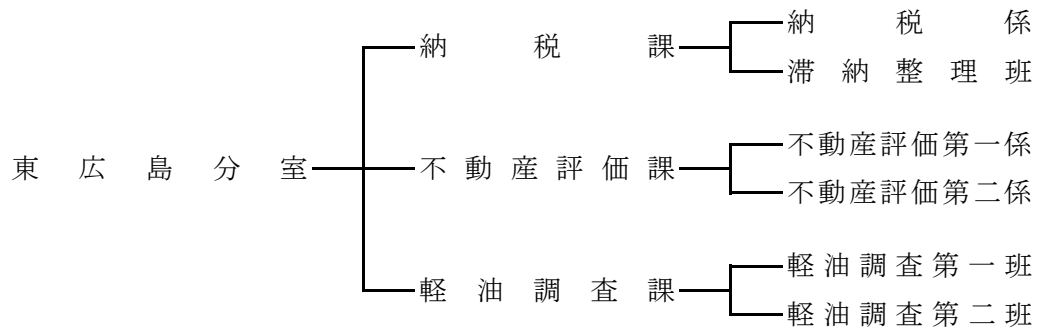 東広島分室
納税課
納税係
滞納整理班
不動産評価課
不動産評価第一係
不動産評価第二係
軽油調査課
軽油調査第一班
軽油調査第二班